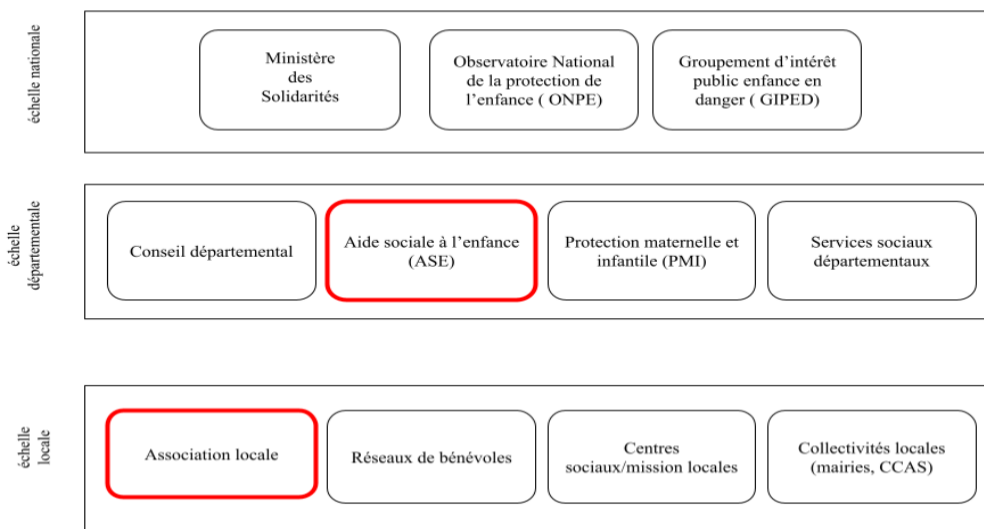 échelle nationale
Ministère
des
Solidarités
Observatoire National
de la protection de
l’enfance ( ONPE)
Groupement d’intérêt
public enfance en
danger ( GIPED)
échelle
départementale
Conseil départemental
Aide sociale à l’enfance
(ASE)
Protection maternelle et
infantile (PMI)
Services sociaux
départementaux
échelle
locale
Association locale
Réseaux de bénévoles
Centres
sociaux/mission locales
Collectivités locales
(mairies, CCAS)